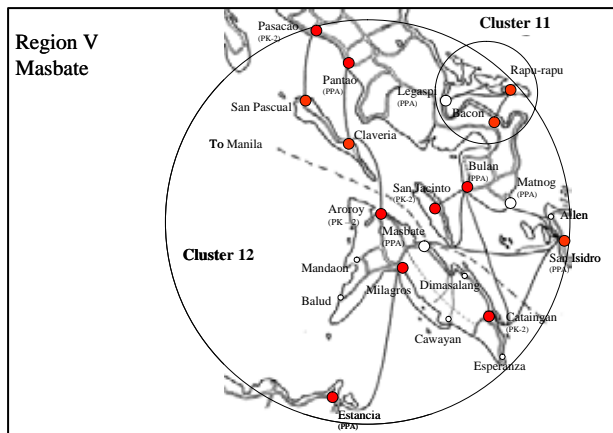 Region V
Masbate
Cluster 11
Pasacao
(PK-2)
Rapu-rapu
Pantao
(PPA)
Legaspi
(PPA)
San Pascual
Bacon
Claveria
To Manila
Bulan
(PPA)
Matnog
(PPA)
San Jacinto
(PK-2)
Aroroy
(PK – 2)
Allen
Masbate
(PPA)
Cluster 12
San Isidro
(PPA)
Mandaon
Dimasalang
Milagros
Balud
Cataingan
(PK-2)
Cawayan
Esperanza
Estancia
(PPA)